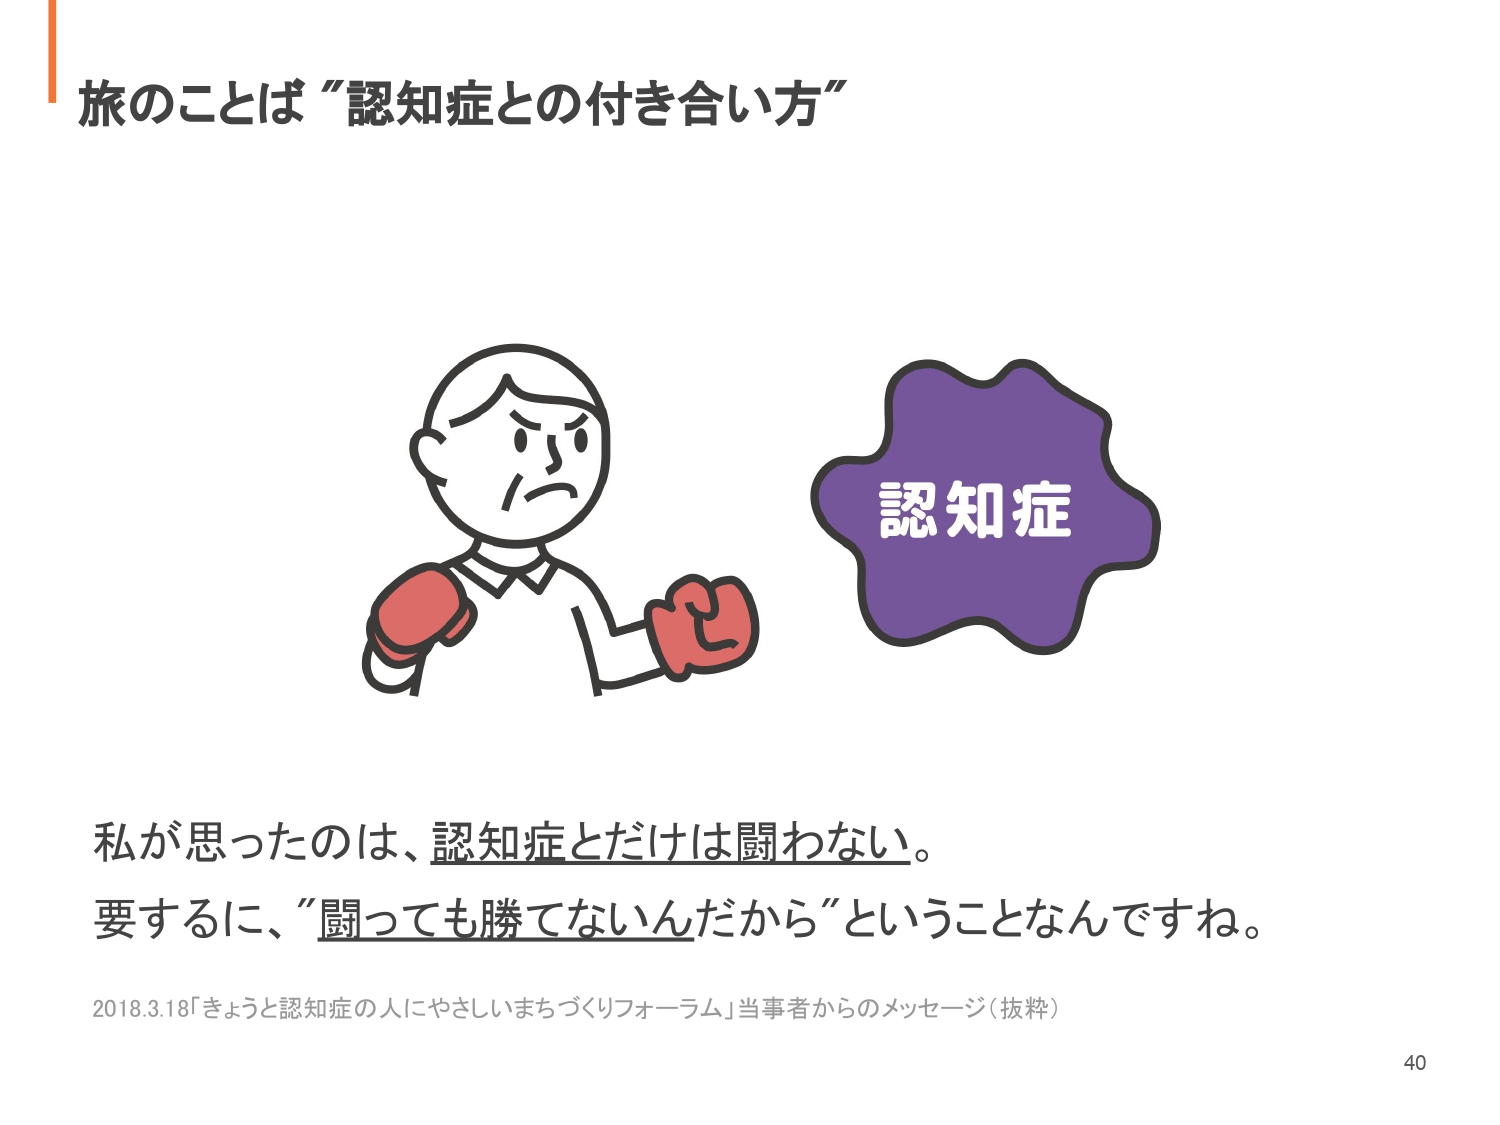 旅のことば ″認知症との付き合い方″
認知症
私が思ったのは、認知症とだけは闘わない。
要するに、″闘っても勝てないんだから″ということなんですね。
2018.3.18「きょうと認知症の人にやさしいまちづくりフォーラム」当事者からのメッセージ（抜粋）
40